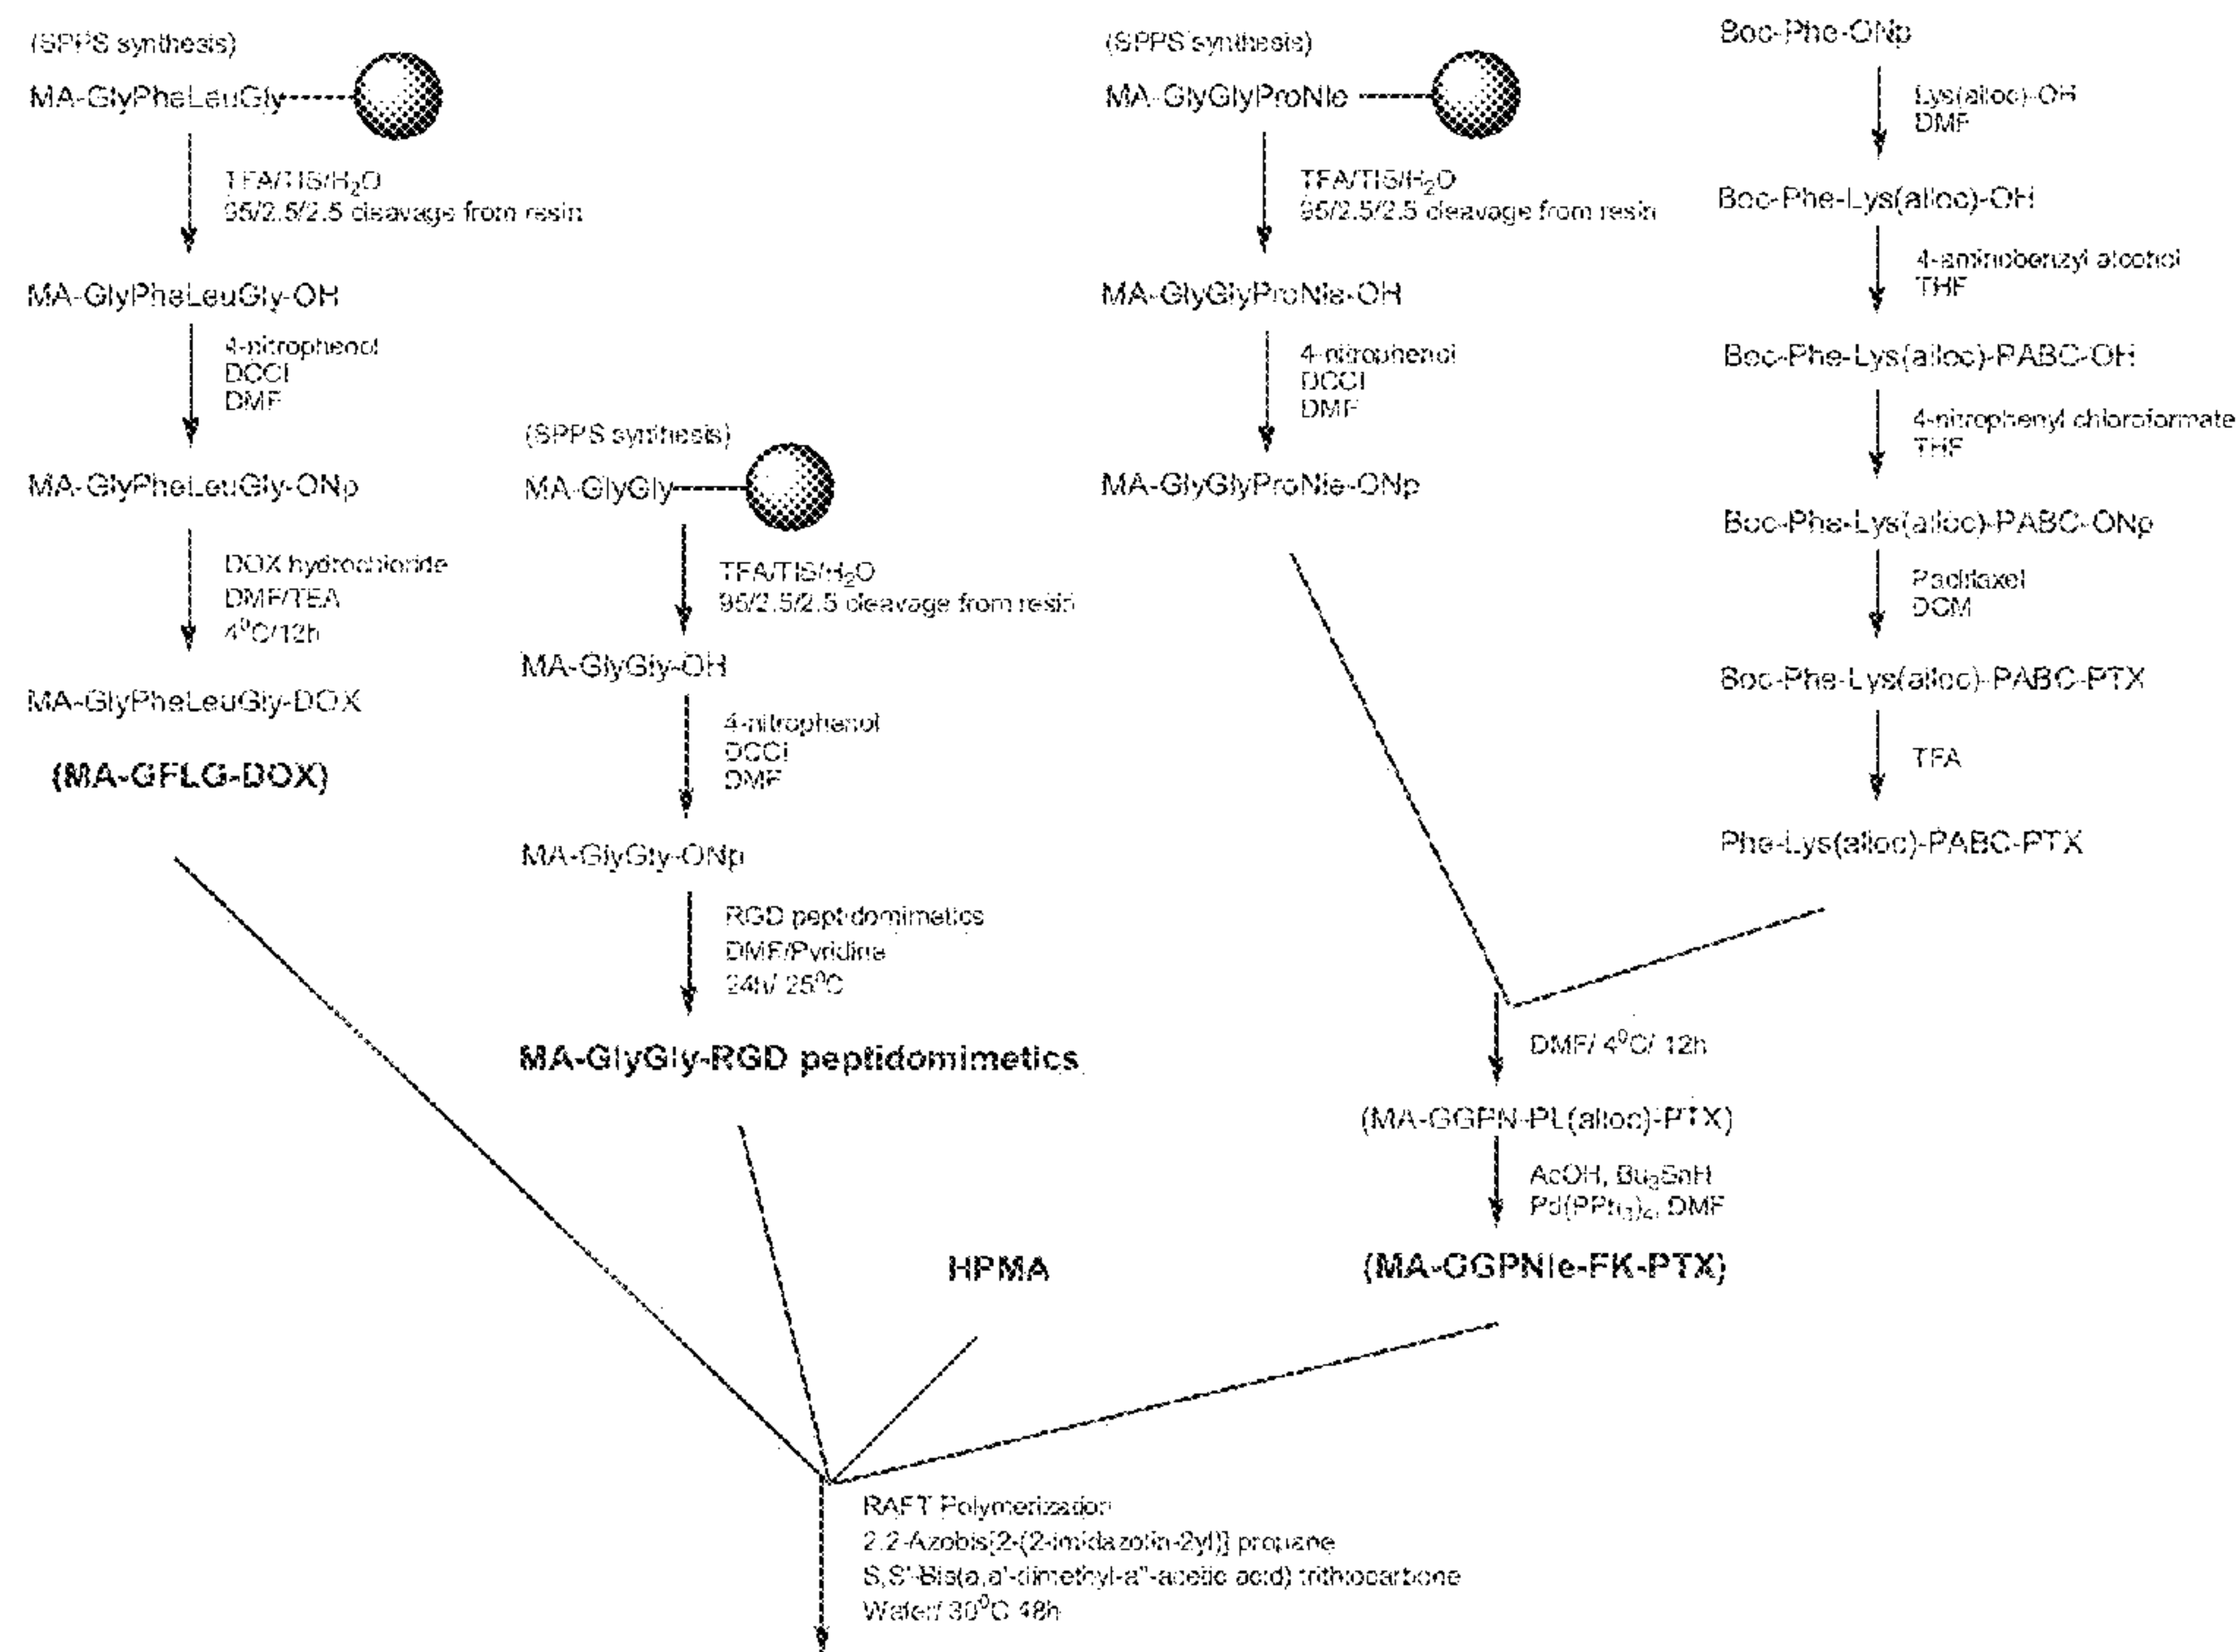 (SPPS synthesis)
MA-GlyPheLeuGly
TFA/TIS/H₂O
95/2.5/2.5 cleavage from resin
MA-GlyPheLeuGly-OH
4-nitrophenol
DCCI
DMF
MA-GlyPheLeuGly-ONp
DOX hydrochloride
DMF/TEA
4⁰C/12h
MA-GlyPheLeuGly-DOX
(MA-GFLG-DOX)
(SPPS synthesis)
MA-GlyGly
TFA/TIS/H₂O
95/2.5/2.5 cleavage from resin
MA-GlyGly-OH
4-nitrophenol
DCCI
DMF
MA-GlyGly-ONp
RGD peptidomimetics
DMF/Pyridine
24h/ 25⁰C
MA-GlyGly-RGD peptidomimetics
(SPPS synthesis)
MA-GlyGlyProNle
TFA/TIS/H₂O
95/2.5/2.5 cleavage from resin
MA-GlyGlyProNle-OH
4-nitrophenol
DCCI
DMF
MA-GlyGlyProNle-ONp
Boc-Phe-ONp
Lys(alloc)-OH
DMF
Boc-Phe-Lys(alloc)-OH
4-aminobenzyl alcohol
THF
Boc-Phe-Lys(alloc)-PABC-OH
4-nitrophenyl chloroformate
THF
Boc-Phe-Lys(alloc)-PABC-ONp
Paclitaxel
DCM
Boc-Phe-Lys(alloc)-PABC-PTX
TFA
Phe-Lys(alloc)-PABC-PTX
DMF/ 4⁰C/ 12h
(MA-GGPN-PL(alloc)-PTX)
AcOH, Bu₃SnH
Pd(PPh₃)₄, DMF
(MA-GGPNle-FK-PTX)
HPMA
RAFT Polymerization
2,2-Azobis[2-(2-imidazolin-2yl)] propane
S,S'-Bis(a,a'-dimethyl-a''-acetic acid) trithiocarbone
Water/ 30⁰C 48h